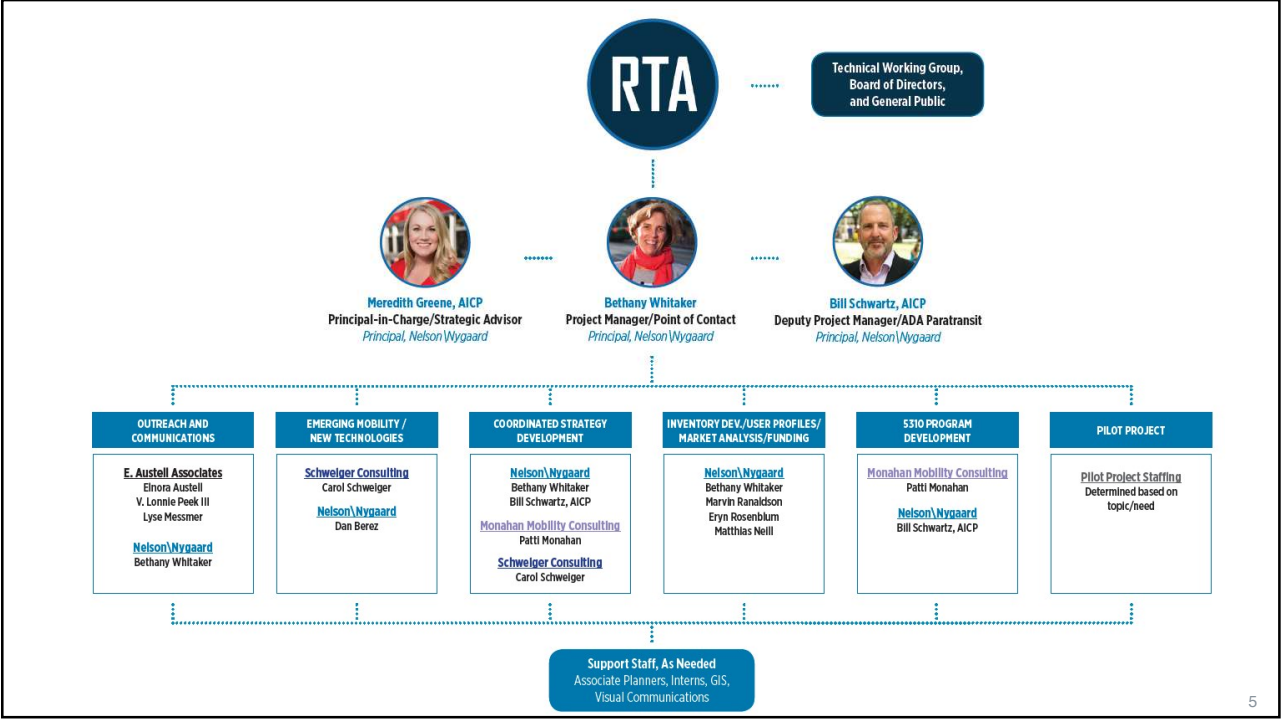 RTA
Technical Working Group,
Board of Directors,
and General Public
Meredith Greene, AICP
Principal-in-Charge/Strategic Advisor
Principal, Nelson\Nygaard
Bethany Whitaker
Project Manager/Point of Contact
Principal, Nelson\Nygaard
Bill Schwartz, AICP
Deputy Project Manager/ADA Paratransit
Principal, Nelson\Nygaard
OUTREACH AND
COMMUNICATIONS
E. Austell Associates
Elnora Austell
V. Lonnie Peek III
Lyse Messmer
Nelson\Nygaard
Bethany Whitaker
EMERGING MOBILITY /
NEW TECHNOLOGIES
Schweiger Consulting
Carol Schweiger
Nelson\Nygaard
Dan Berez
COORDINATED STRATEGY
DEVELOPMENT
Nelson\Nygaard
Bethany Whitaker
Bill Schwartz, AICP
Monahan Mobility Consulting
Patti Monahan
Schweiger Consulting
Carol Schweiger
INVENTORY DEV./USER PROFILES/
MARKET ANALYSIS/FUNDING
Nelson\Nygaard
Bethany Whitaker
Marvin Ranaldson
Eryn Rosenblum
Matthias Neill
5310 PROGRAM
DEVELOPMENT
Monahan Mobility Consulting
Patti Monahan
Nelson\Nygaard
Bill Schwartz, AICP
PILOT PROJECT
Pilot Project Staffing
Determined based on
topic/need
Support Staff, As Needed
Associate Planners, Interns, GIS,
Visual Communications
5